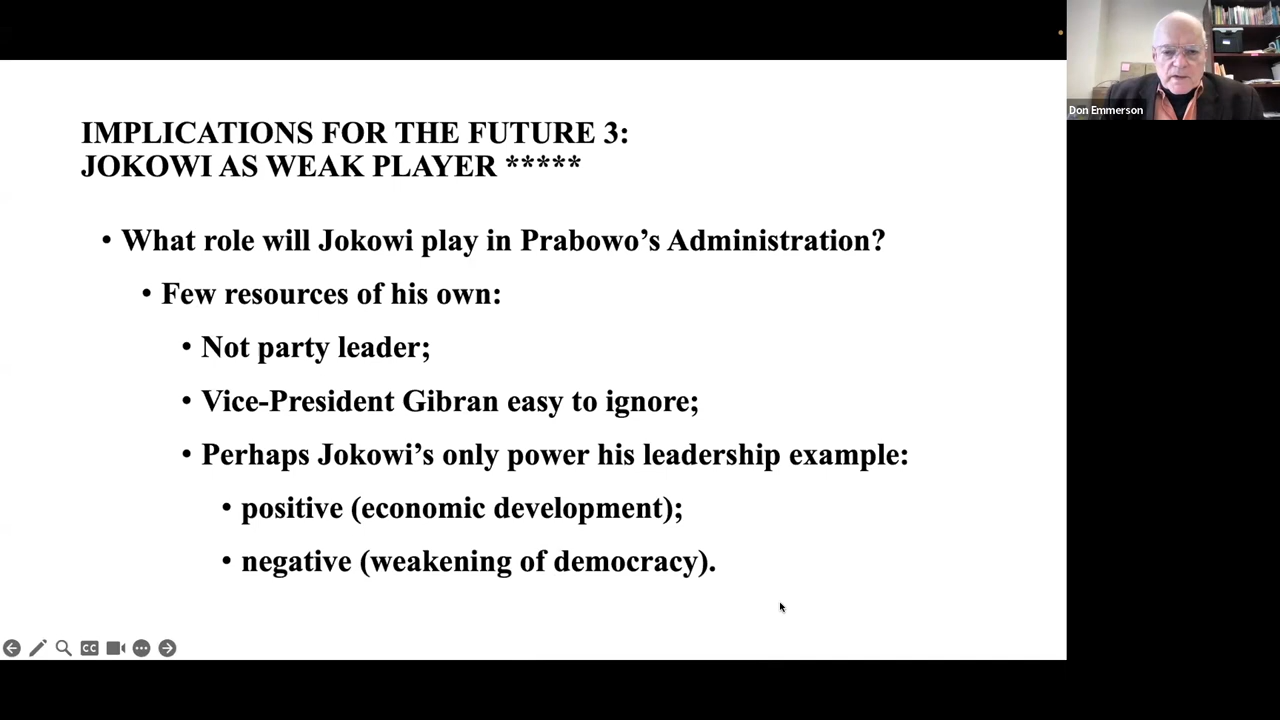 IMPLICATIONS FOR THE FUTURE 3:
JOKOWI AS WEAK PLAYER *****
• What role will Jokowi play in Prabowo's Administration?
• Few resources of his own:
• Not party leader;
• Vice-President Gibran easy to ignore;
• Perhaps Jokowi's only power his leadership example:
• positive (economic development);
• negative (weakening of democracy).
CC
Don Emmerson